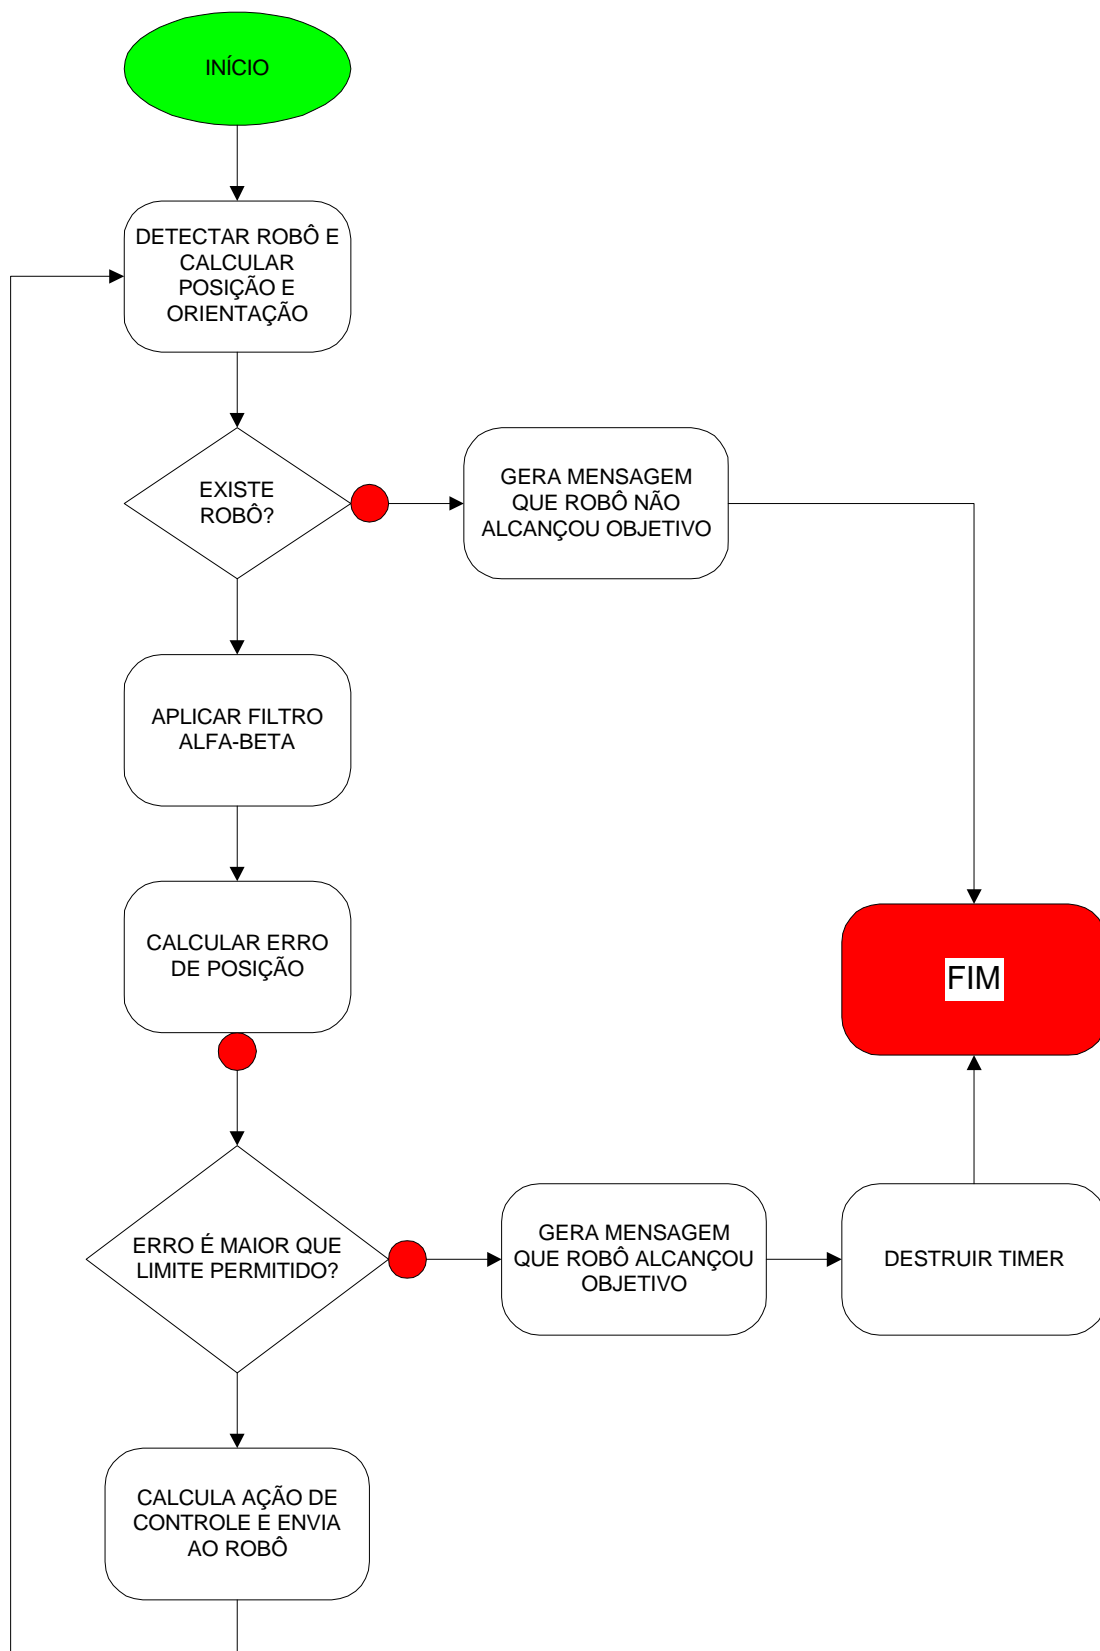 INÍCIO
DETECTAR ROBÔ E
CALCULAR
POSIÇÃO E
ORIENTAÇÃO
EXISTE
ROBÔ?
GERA MENSAGEM
QUE ROBÔ NÃO
ALCANÇOU OBJETIVO
APLICAR FILTRO
ALFA-BETA
CALCULAR ERRO
DE POSIÇÃO
FIM
ERRO É MAIOR QUE
LIMITE PERMITIDO?
GERA MENSAGEM
QUE ROBÔ ALCANÇOU
OBJETIVO
DESTRUIR TIMER
CALCULA AÇÃO DE
CONTROLE E ENVIA
AO ROBÔ